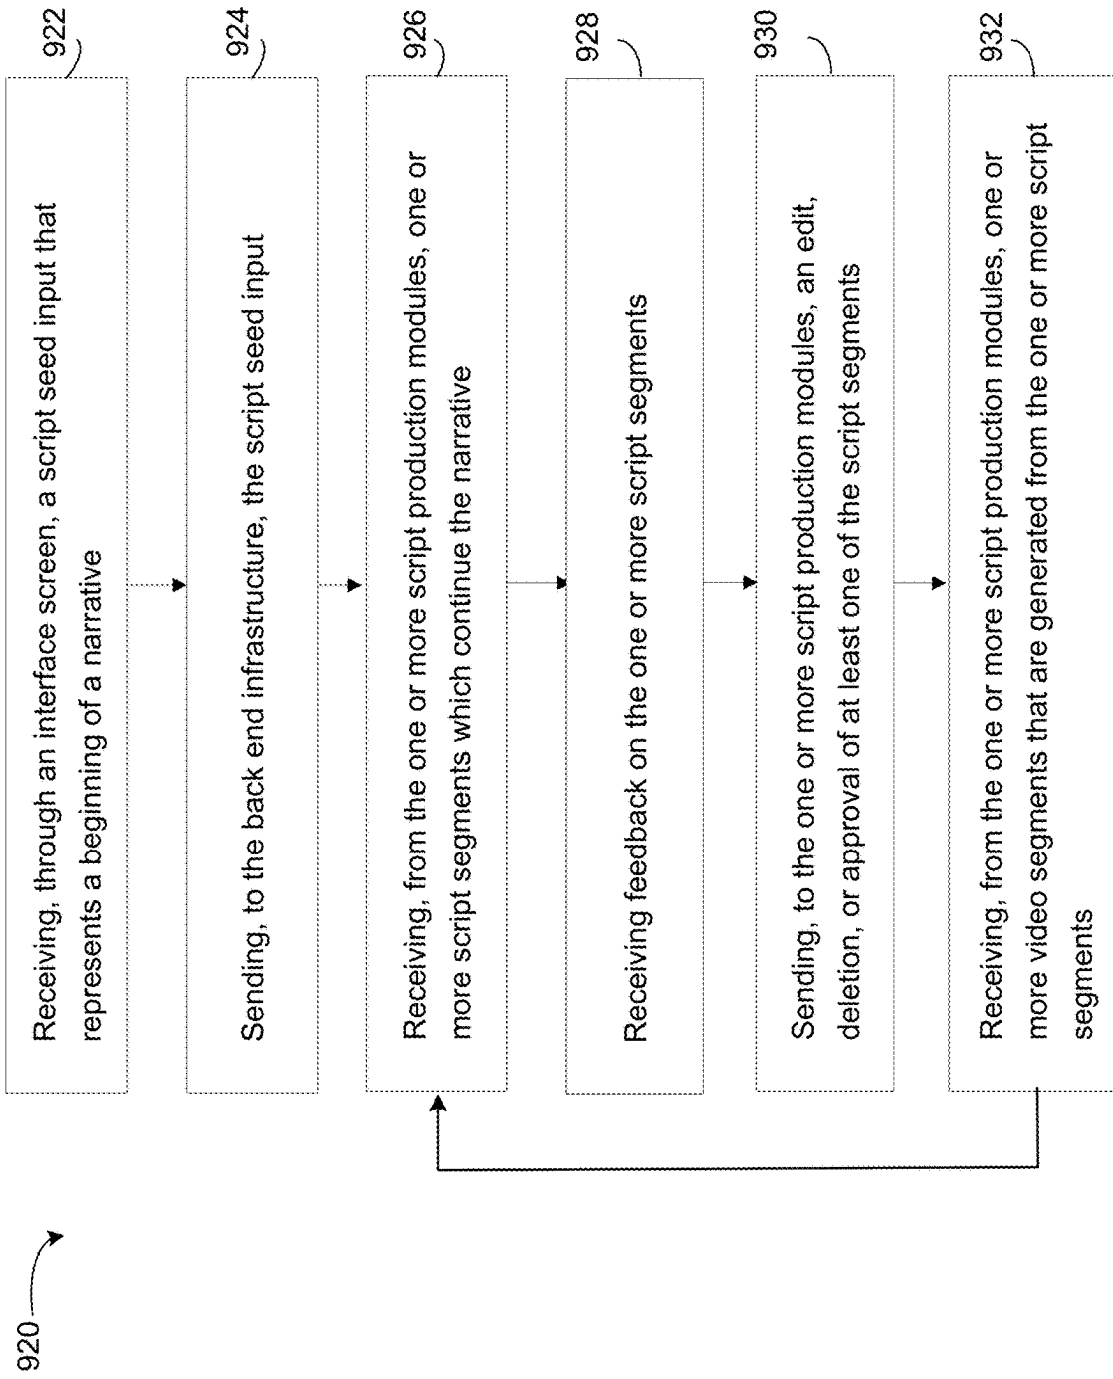 920
922
Receiving, through an interface screen, a script seed input that
represents a beginning of a narrative
924
Sending, to the back end infrastructure, the script seed input
926
Receiving, from the one or more script production modules, one or
more script segments which continue the narrative
928
Receiving feedback on the one or more script segments
930
Sending, to the one or more script production modules, an edit,
deletion, or approval of at least one of the script segments
932
Receiving, from the one or more script production modules, one or
more video segments that are generated from the one or more script
segments